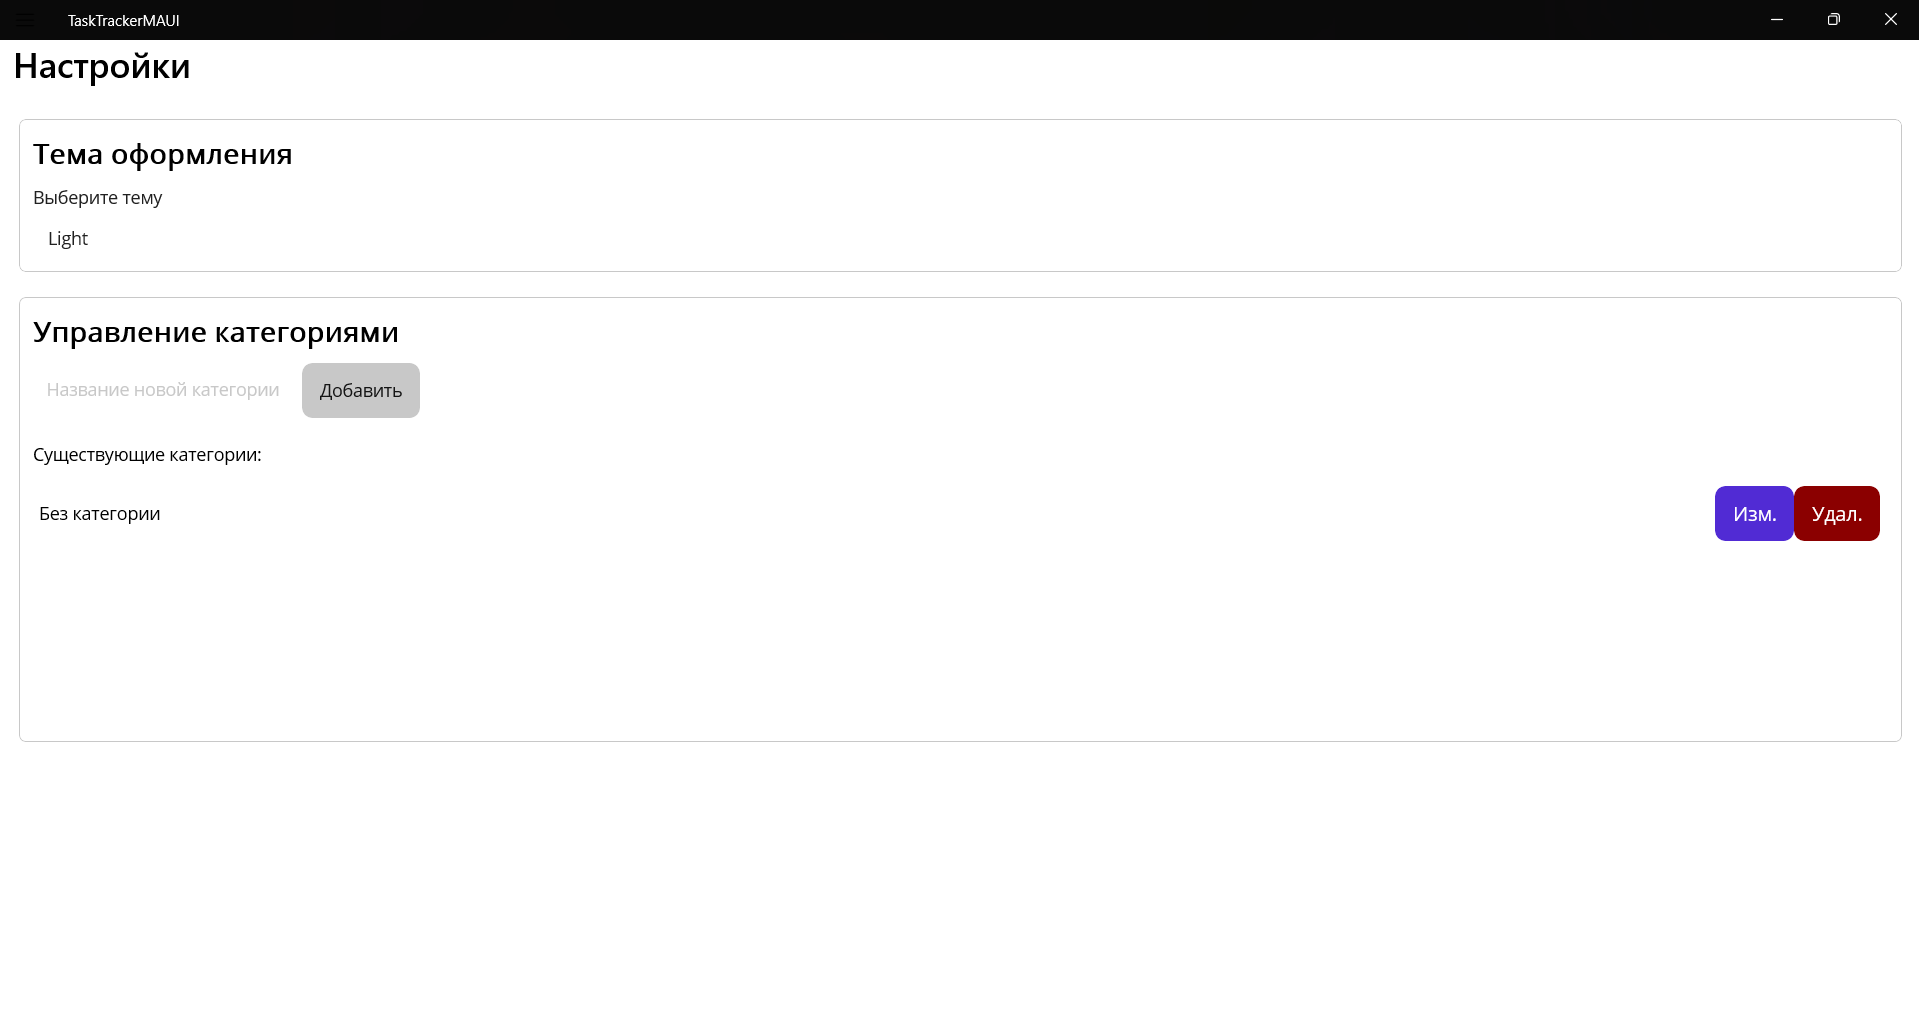 TaskTrackerMAUI
Настройки
Тема оформления
Выберите тему
Light
Управление категориями
Название новой категории Добавить
Существующие категории:
Без категории Изм. Удал.